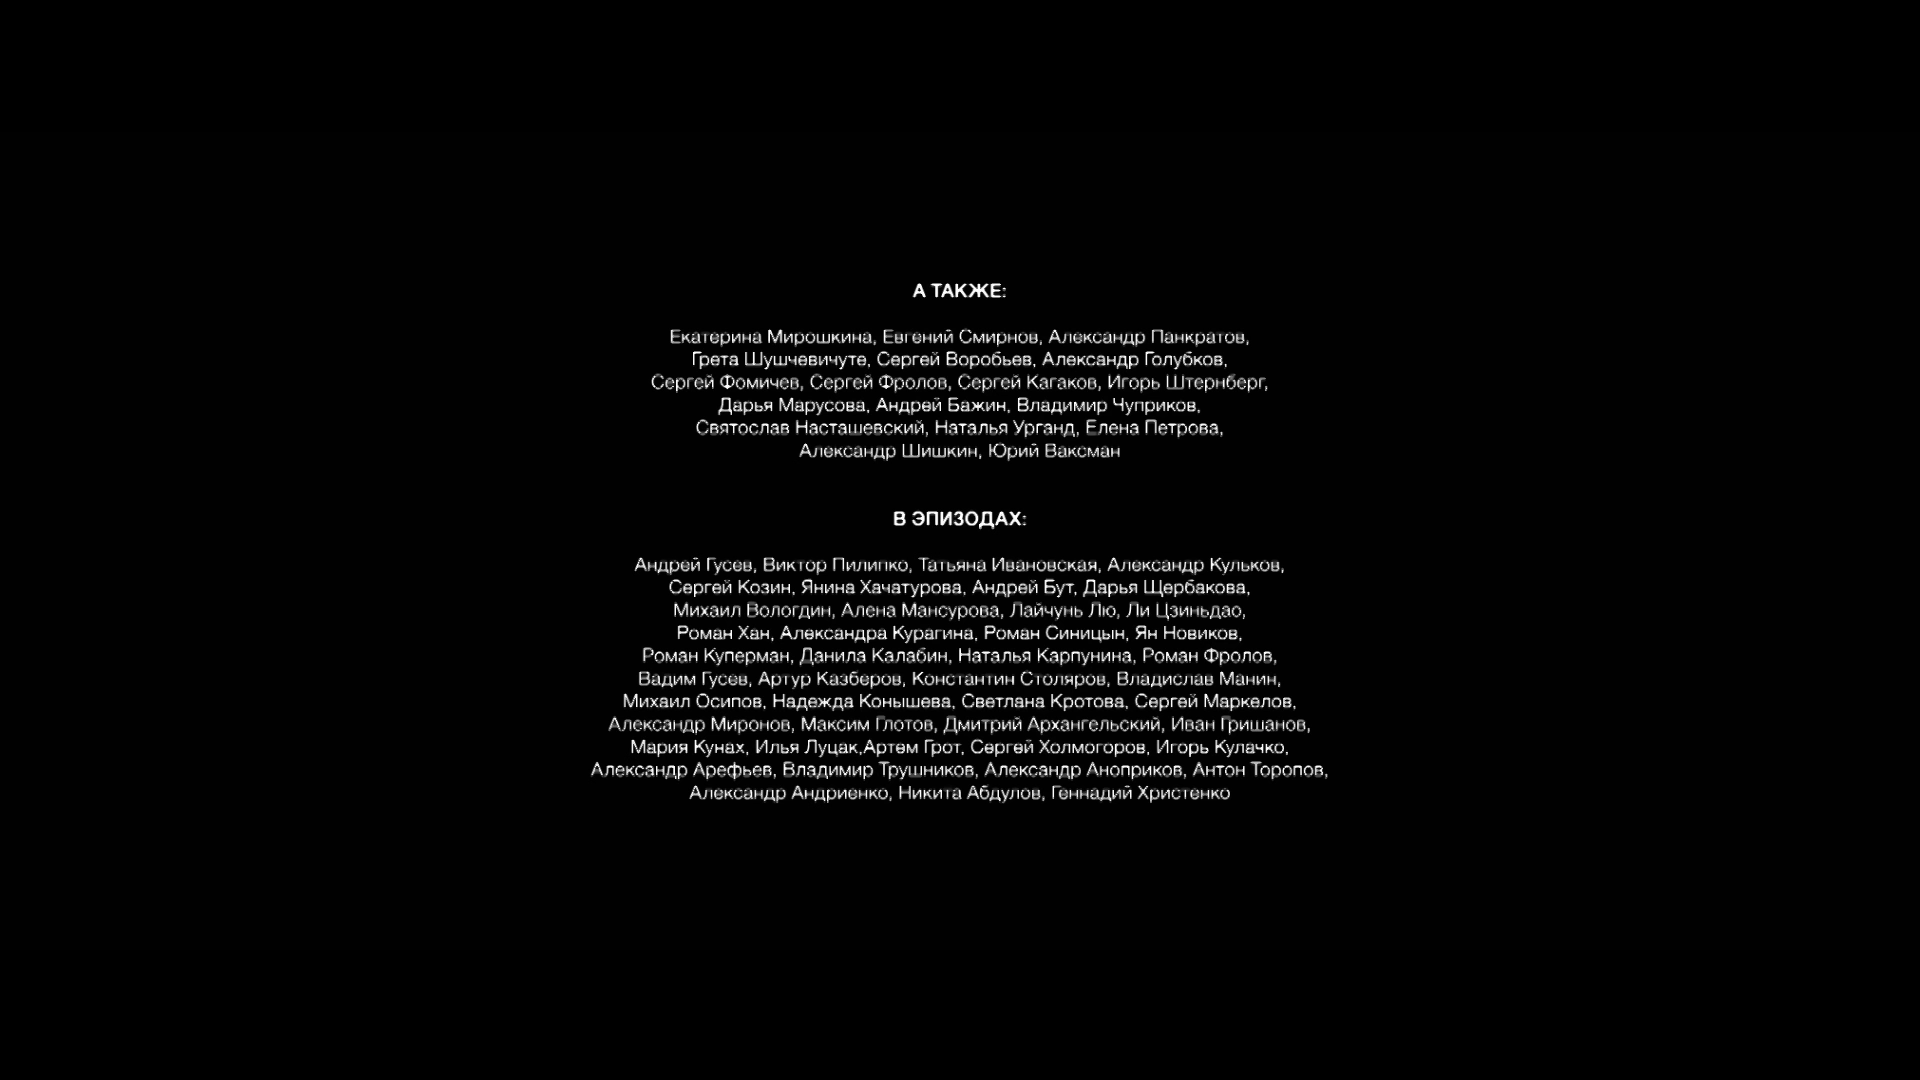 А ТАКЖЕ:
Екатерина Мирошкина, Евгений Смирнов, Александр Панкратов,
Грета Шушчевичуте, Сергей Воробьев, Александр Голубков,
Сергей Фомичев, Сергей Фролов, Сергей Кагаков, Игорь Штернберг,
Дарья Марусова, Андрей Бажин, Владимир Чуприков,
Святослав Насташевский, Наталья Ургант, Елена Петрова,
Александр Шишкин, Юрий Ваксман
В ЭПИЗОДАХ:
Андрей Гусев, Виктор Пилипко, Татьяна Ивановская, Александр Кульков,
Сергей Козин, Янина Хачатурова, Андрей Бут, Дарья Щербакова,
Михаил Вологдин, Алена Мансурова, Лайчунь Лю, Ли Цзиньдао,
Роман Хан, Александра Курагина, Роман Синицын, Ян Новиков,
Роман Куперман, Данила Калабин, Наталья Карпунина, Роман Фролов,
Вадим Гусев, Артур Казберов, Константин Столяров, Владислав Манин,
Михаил Осипов, Надежда Конышева, Светлана Кротова, Сергей Маркелов,
Александр Миронов, Максим Глотов, Дмитрий Архангельский, Иван Гришанов,
Мария Кунах, Илья Луцак,Артем Грот, Сергей Холмогоров, Игорь Кулачко,
Александр Арефьев, Владимир Трушников, Александр Аноприков, Антон Торопов,
Александр Андриенко, Никита Абдулов, Геннадий Христенко